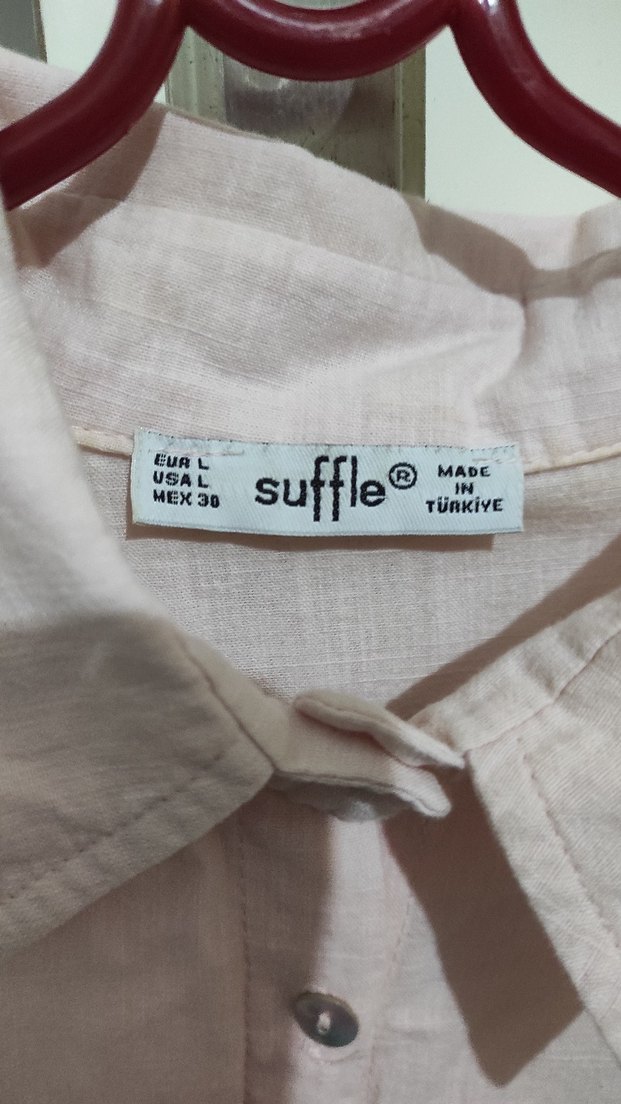 EUR L
USA L
MEX 30
suffle®
MADE
IN
TÜRKİYE